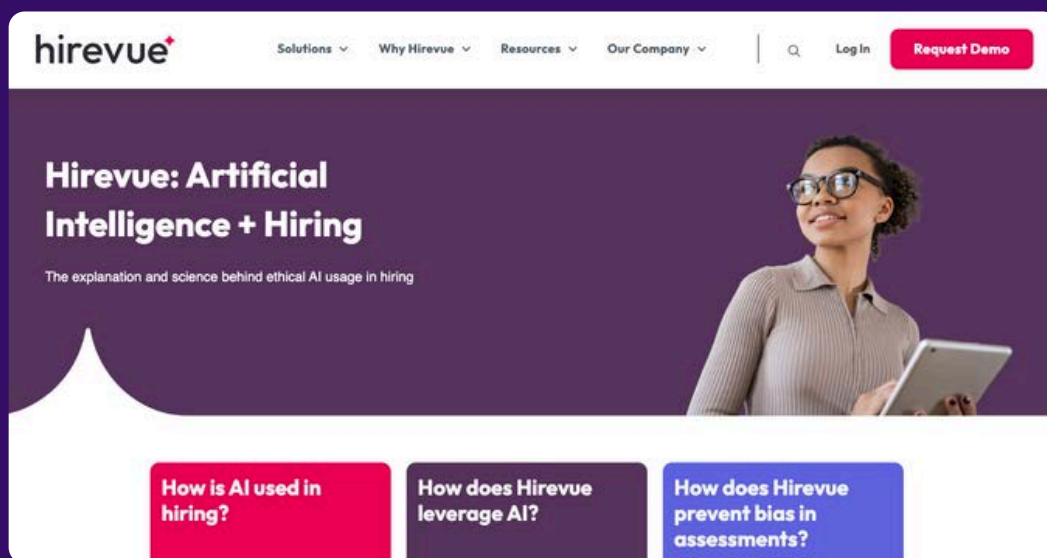 hirevue
Solutions
Why Hirevue
Resources
Our Company
Log In
Request Demo
Hirevue: Artificial
Intelligence + Hiring
The explanation and science behind ethical AI usage in hiring
How is AI used in
hiring?
How does Hirevue
leverage AI?
How does Hirevue
prevent bias in
assessments?